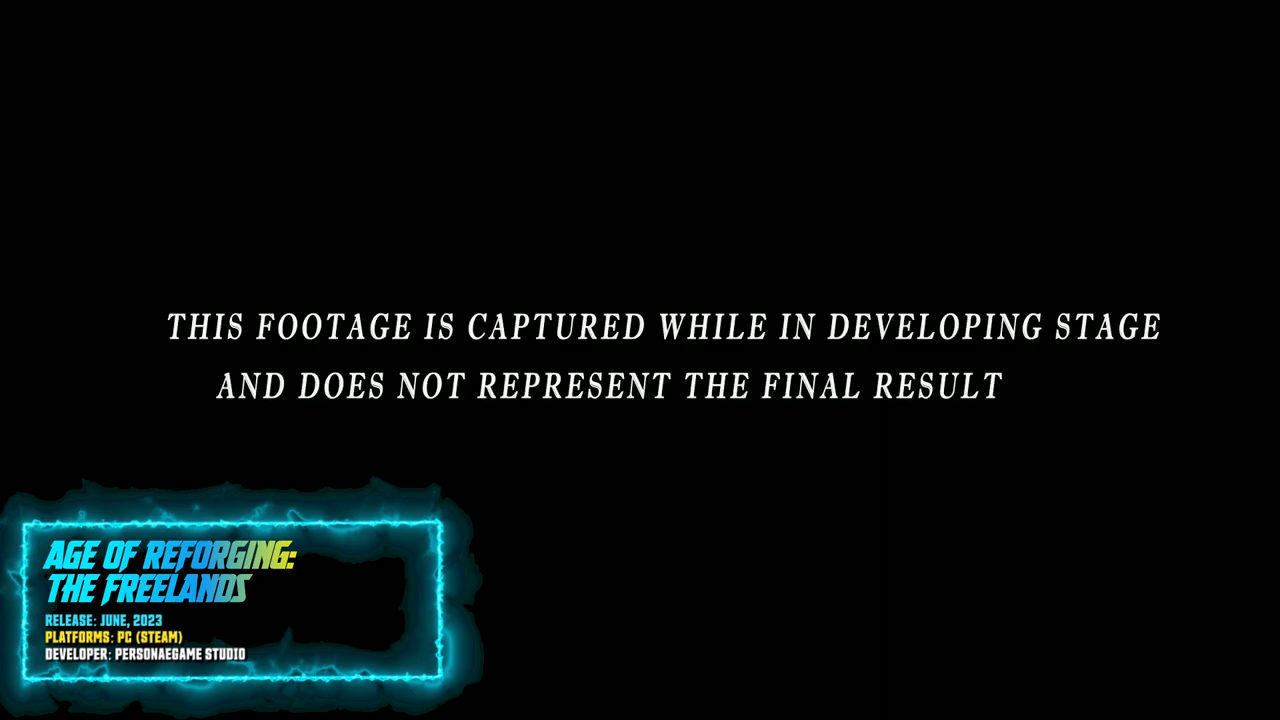 THIS FOOTAGE IS CAPTURED WHILE IN DEVELOPING STAGE
AND DOES NOT REPRESENT THE FINAL RESULT
AGE OF REFORGING:
THE FREELANDS
RELEASE: JUNE, 2023
PLATFORMS: PC (STEAM)
DEVELOPER: PERSONAEGAME STUDIO